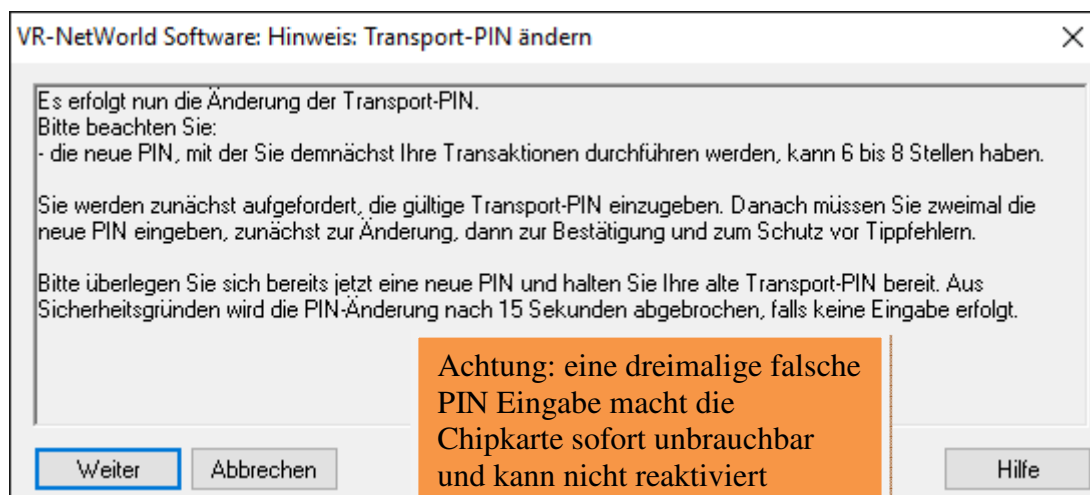 VR-NetWorld Software: Hinweis: Transport-PIN ändern
Es erfolgt nun die Änderung der Transport-PIN.
Bitte beachten Sie:
- die neue PIN, mit der Sie demnächst Ihre Transaktionen durchführen werden, kann 6 bis 8 Stellen haben.
Sie werden zunächst aufgefordert, die gültige Transport-PIN einzugeben. Danach müssen Sie zweimal die
neue PIN eingeben, zunächst zur Änderung, dann zur Bestätigung und zum Schutz vor Tippfehlern.
Bitte überlegen Sie sich bereits jetzt eine neue PIN und halten Sie Ihre alte Transport-PIN bereit. Aus
Sicherheitsgründen wird die PIN-Änderung nach 15 Sekunden abgebrochen, falls keine Eingabe erfolgt.
Achtung: eine dreimalige falsche
PIN Eingabe macht die
Chipkarte sofort unbrauchbar
und kann nicht reaktiviert
Weiter
Abbrechen
Hilfe